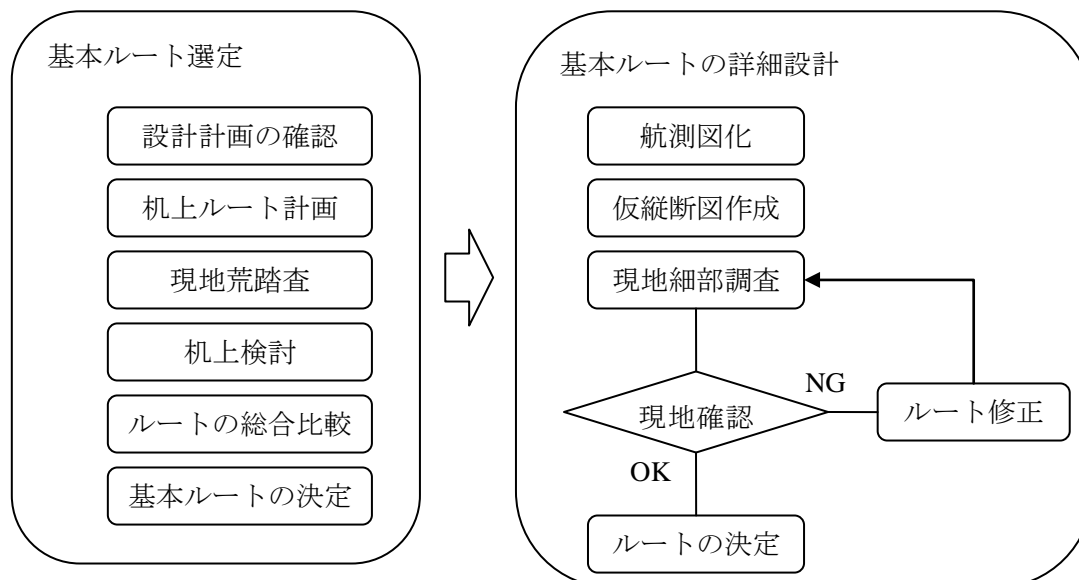 基本ルート選定
設計計画の確認
机上ルート計画
現地荒踏査
机上検討
ルートの総合比較
基本ルートの決定
基本ルートの詳細設計
航測図化
仮縦断図作成
現地細部調査
現地確認
NG
ルート修正
OK
ルートの決定